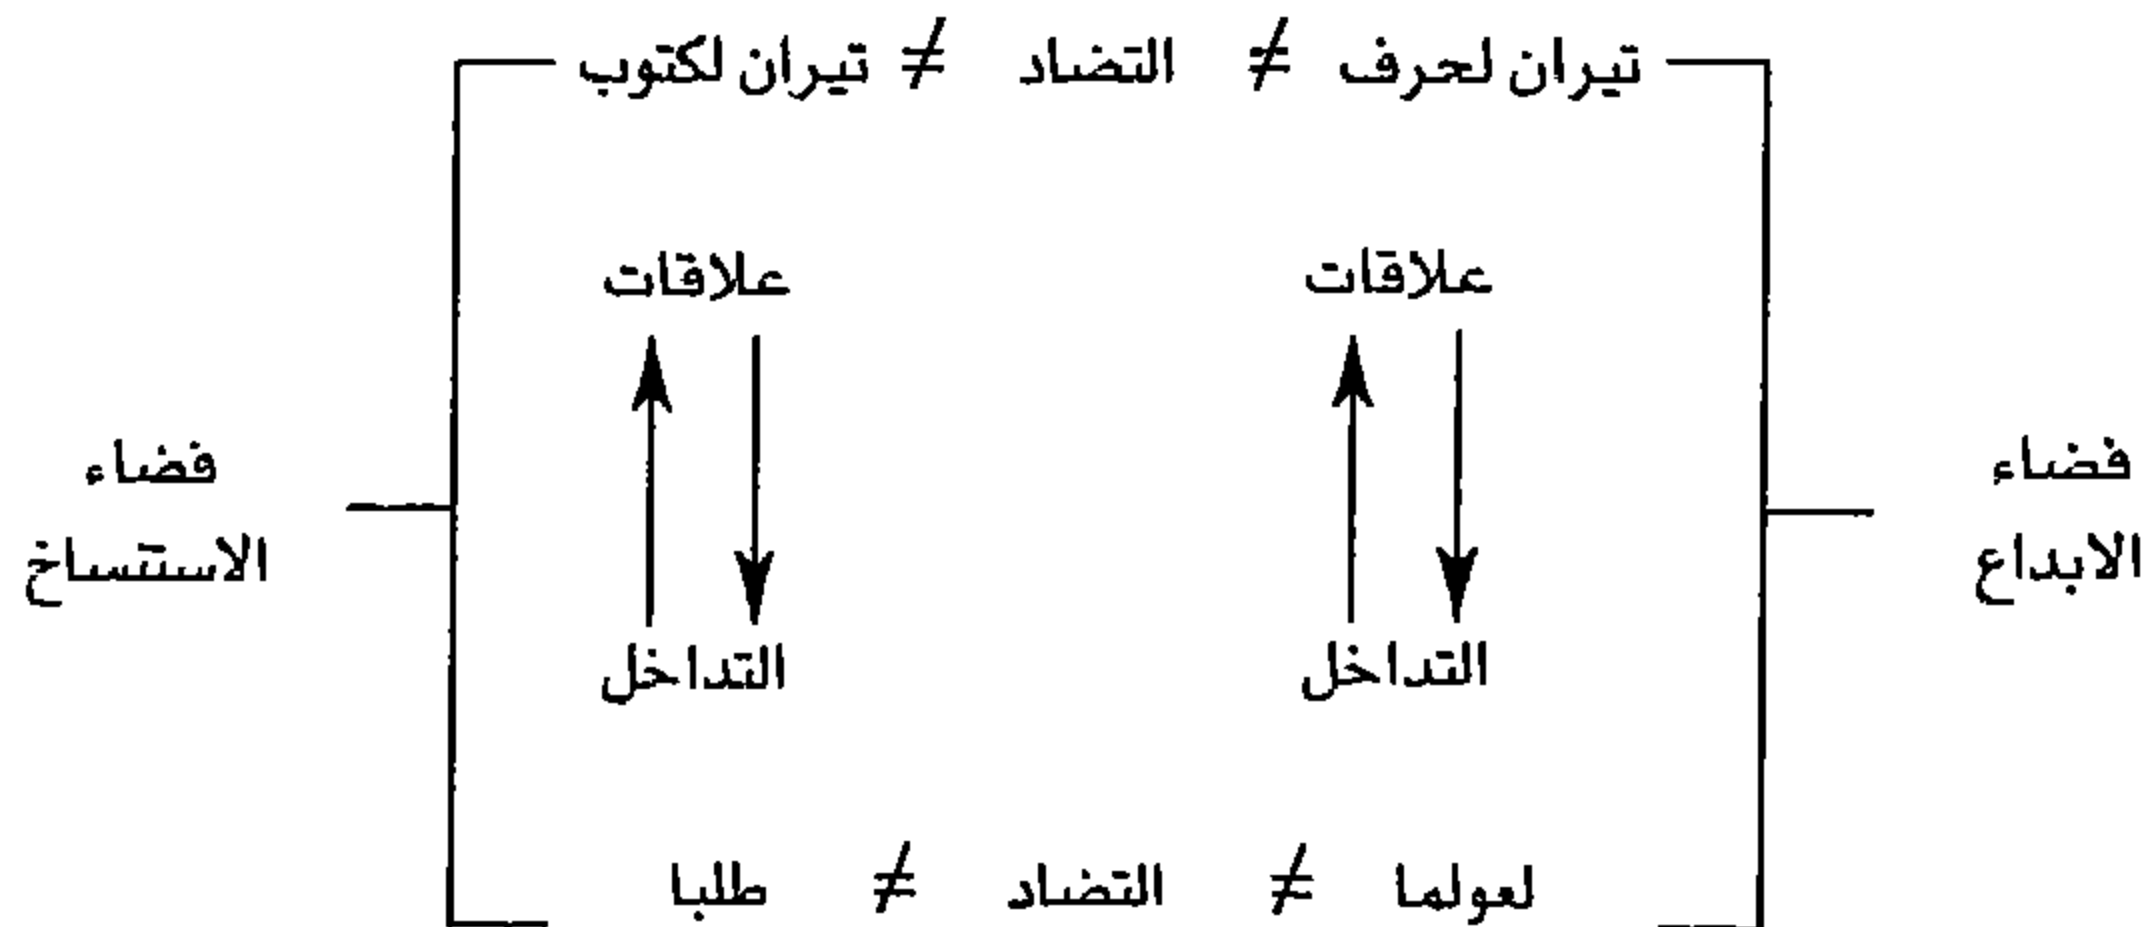 تيران لحرف ≠ التضاد ≠ تيران لكتوب
علاقات علاقات
فضاء فضاء
الابداع الاستنساخ
التداخل التداخل
لعولما ≠ التضاد ≠ طلبا